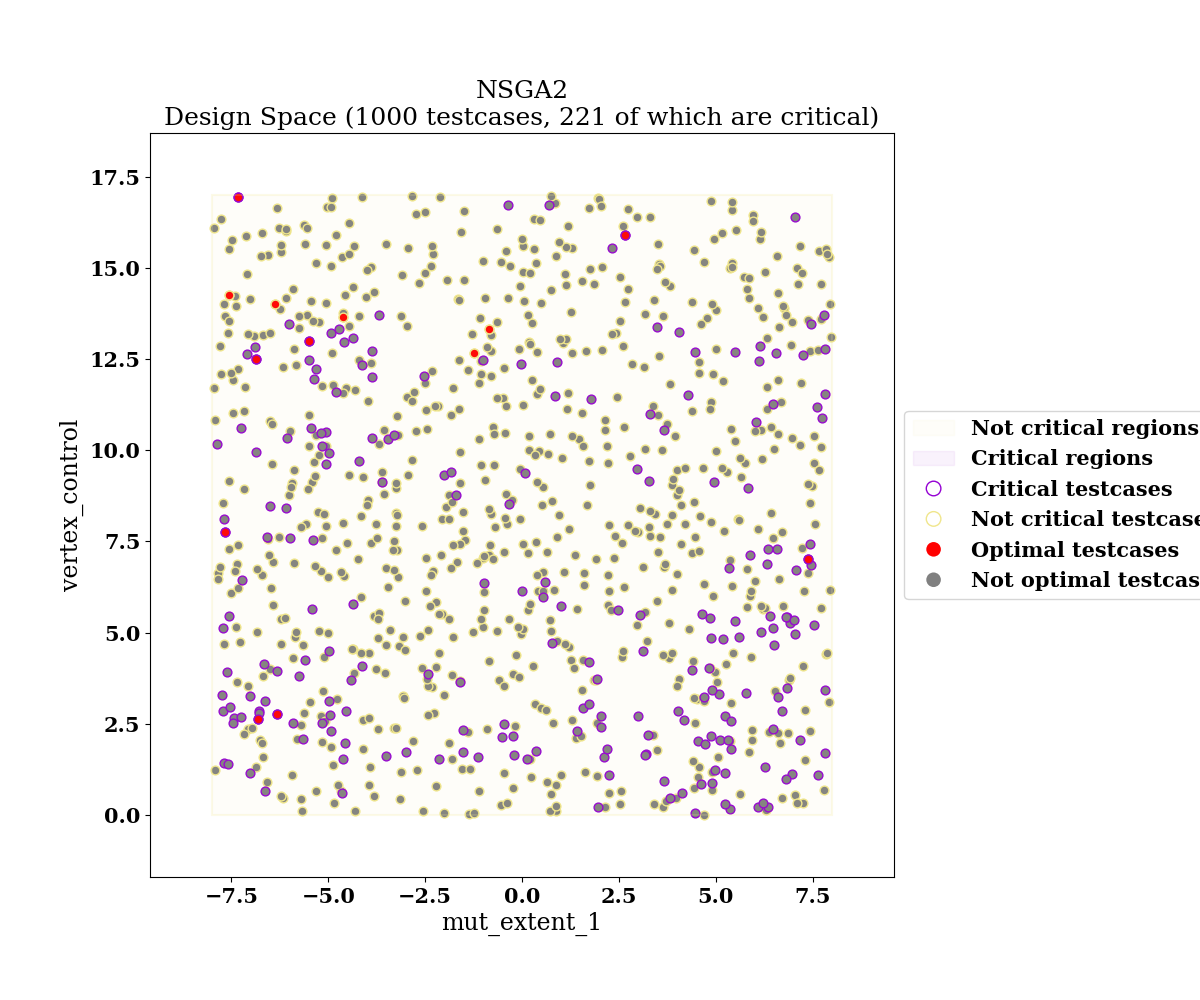 NSGA2
Design Space (1000 testcases, 221 of which are critical)
17.5
15.0
12.5
10.0
7.5
5.0
2.5
0.0
vertex_control
−7.5
−5.0
−2.5
0.0
2.5
5.0
7.5
mut_extent_1
Not critical regions
Critical regions
Critical testcases
Not critical testcase
Optimal testcases
Not optimal testcas